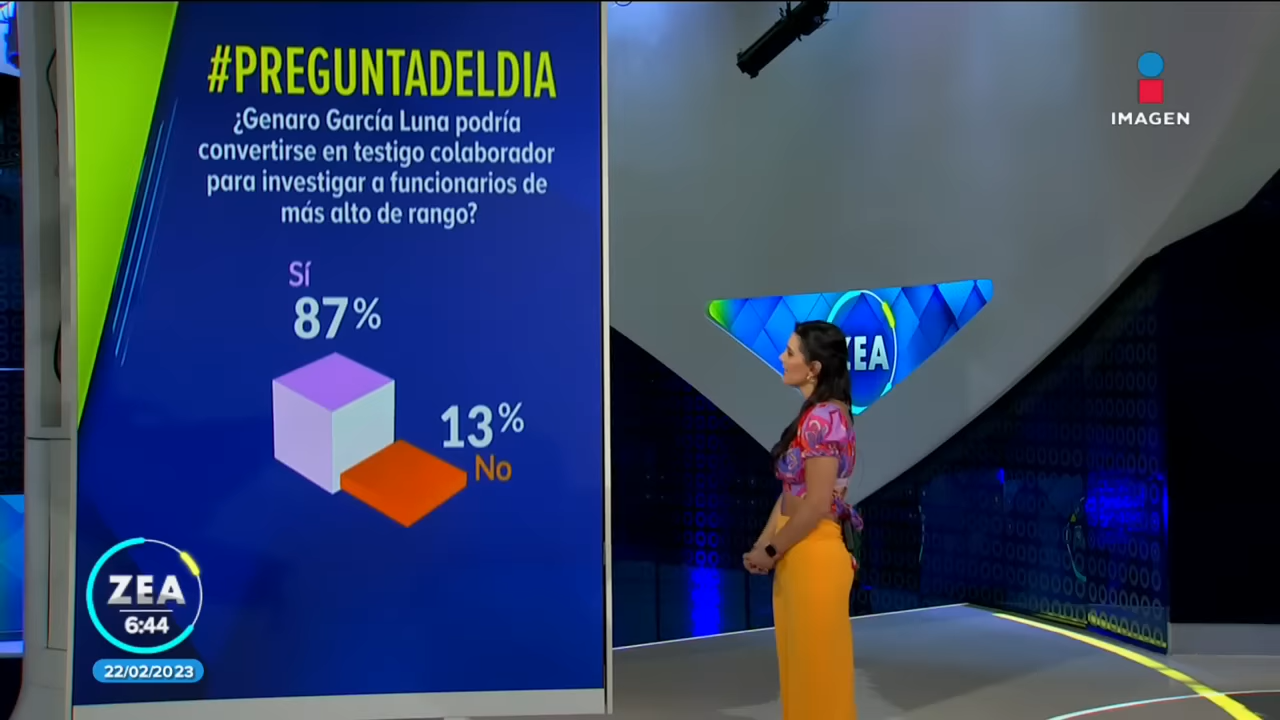 #PREGUNTADELDIA
¿Genaro García Luna podría
convertirse en testigo colaborador
para investigar a funcionarios de
más alto de rango?
Sí
87%
13%
No
ZEA
6:44
22/02/2023
IMAGEN
ZEA